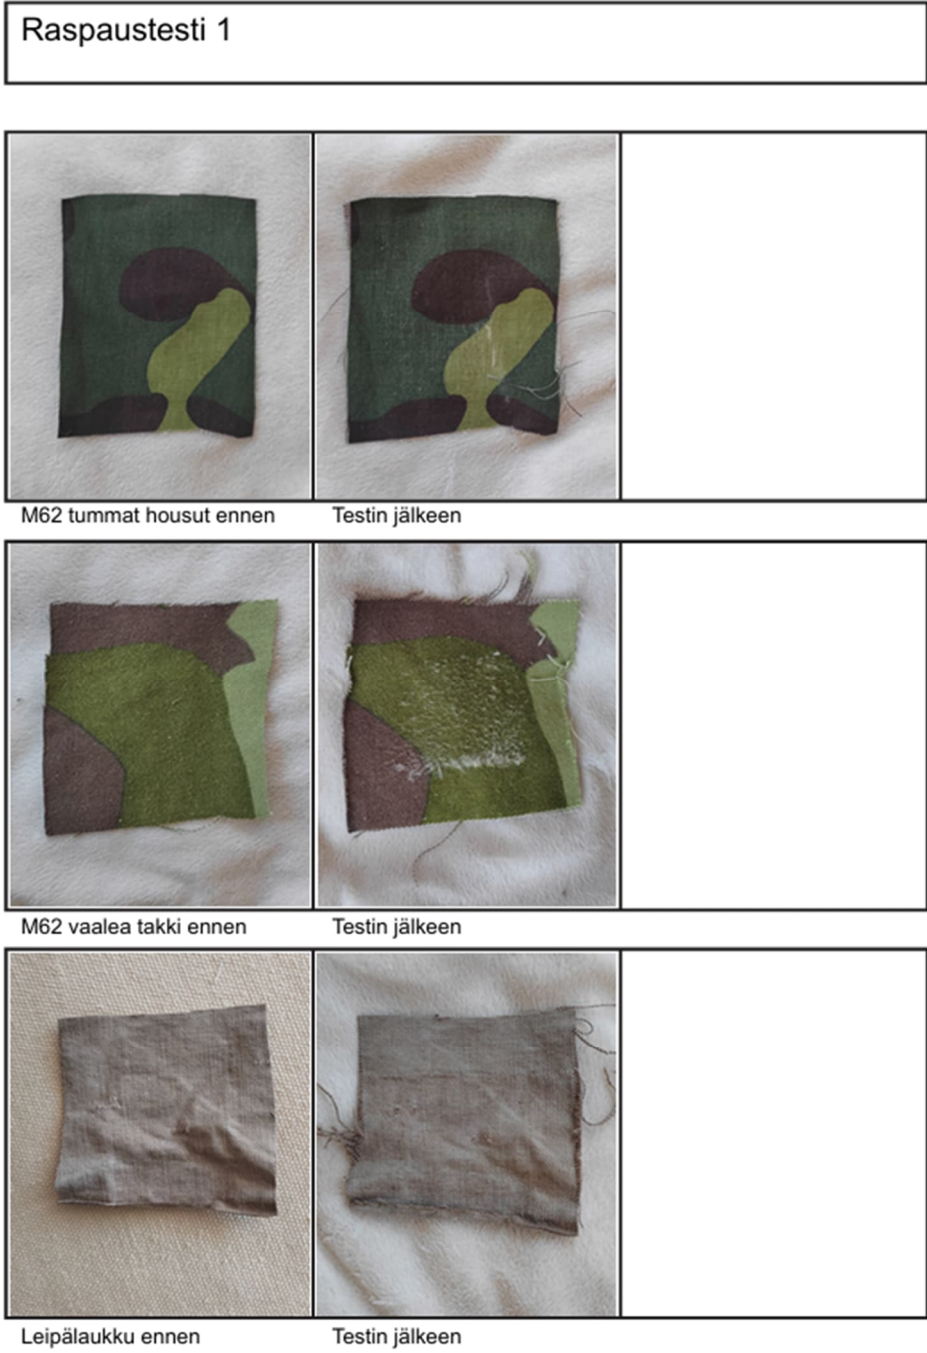 Raspaustesti 1
M62 tummat housut ennen
Testin jälkeen
M62 vaalea takki ennen
Testin jälkeen
Leipälaukku ennen
Testin jälkeen